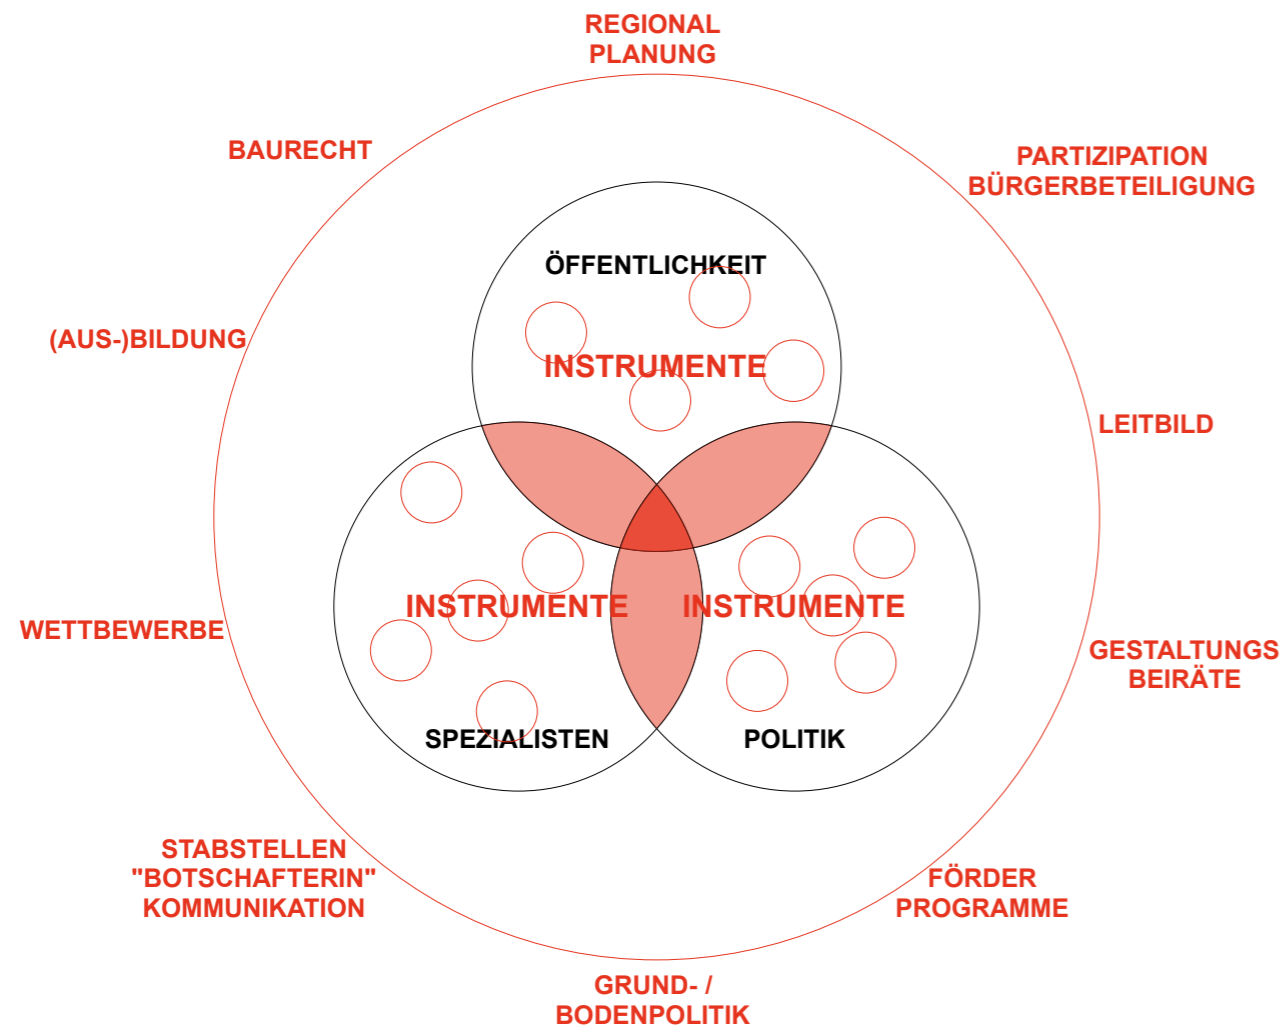 REGIONAL
PLANUNG
BAURECHT
PARTIZIPATION
BÜRGERBETEILIGUNG
ÖFFENTLICHKEIT
(AUS-)BILDUNG
INSTRUMENTE
LEITBILD
INSTRUMENTE
INSTRUMENTE
WETTBEWERBE
GESTALTUNGS
BEIRÄTE
SPEZIALISTEN
POLITIK
STABSTELLEN
"BOTSCHAFTERIN"
KOMMUNIKATION
FÖRDER
PROGRAMME
GRUND- /
BODENPOLITIK